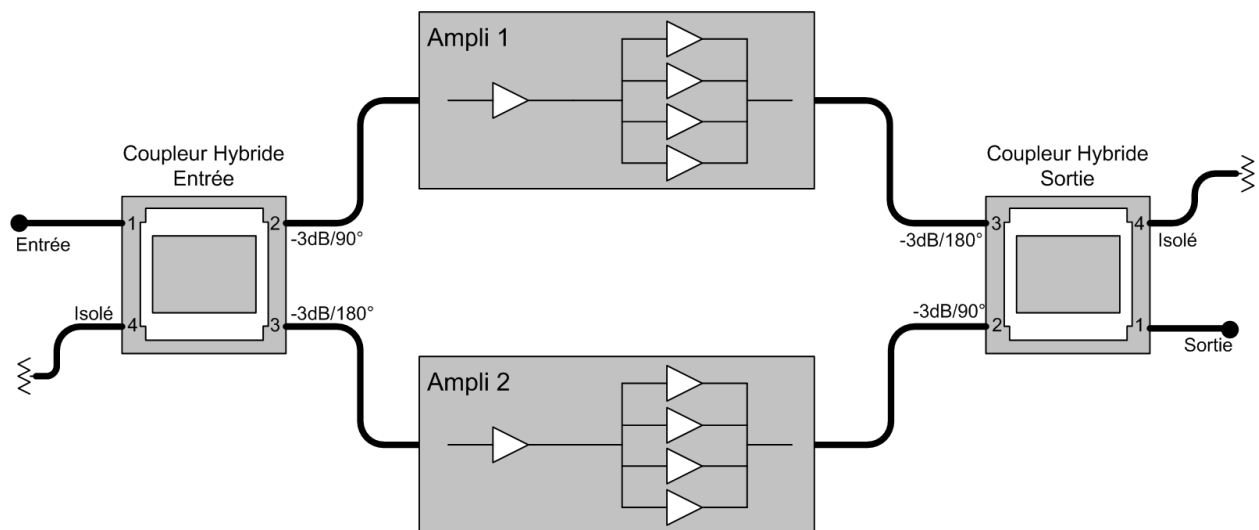 Ampli 1
Coupleur Hybride
Entrée
Coupleur Hybride
Sortie
1
2
Entrée
-3dB/90°
3
4
-3dB/180°
Isolé
Isolé
4
3
-3dB/180°
-3dB/90°
2
1
Sortie
Ampli 2